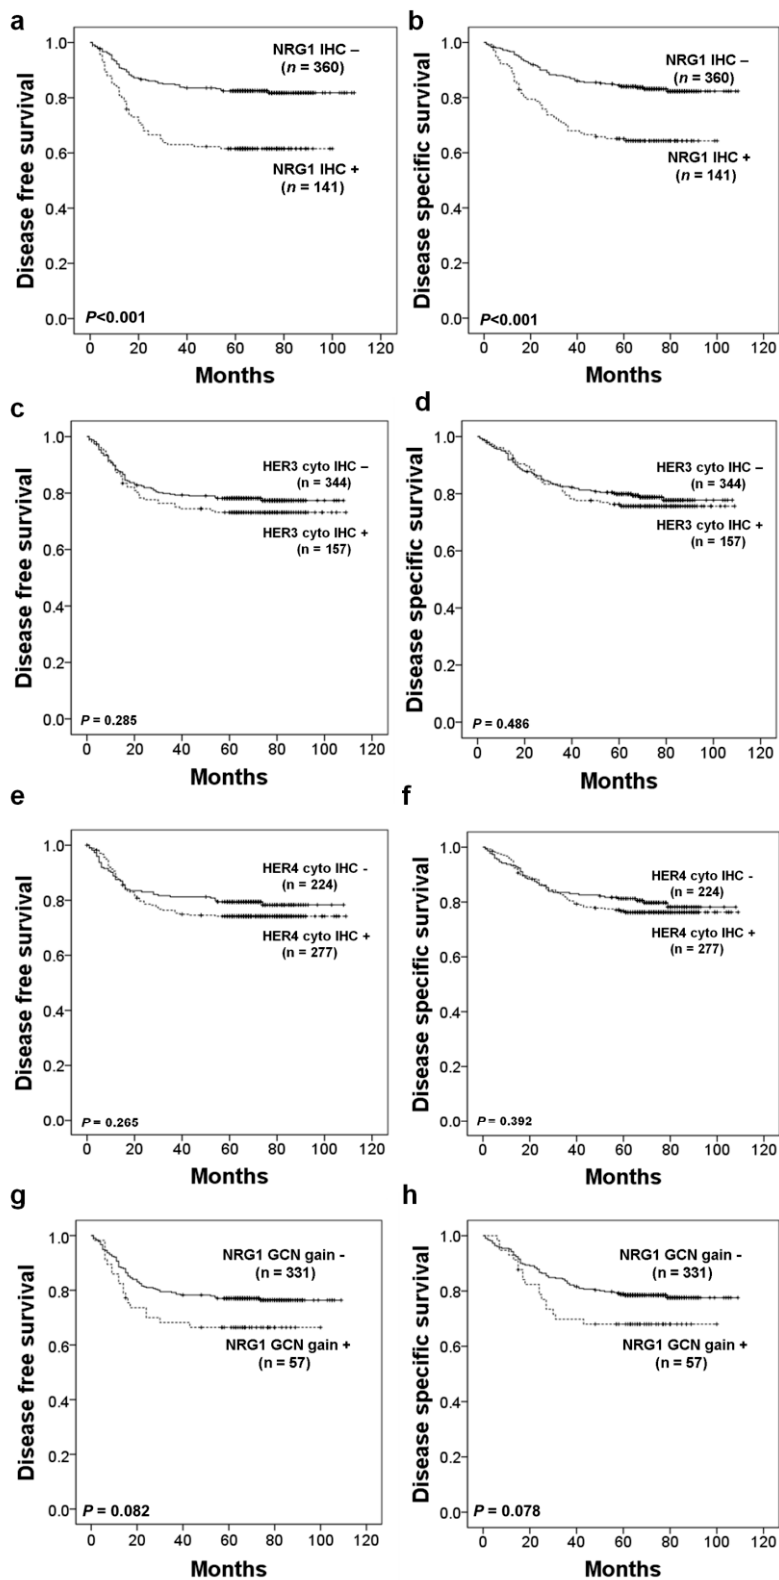 a
Disease free survival
1.0
0.8
0.6
0.4
0.2
0.0
NRG1 IHC –
(n = 360)
NRG1 IHC +
(n = 141)
P<0.001
0 20 40 60 80 100 120
Months
b
Disease specific survival
1.0
0.8
0.6
0.4
0.2
0.0
NRG1 IHC –
(n = 360)
NRG1 IHC +
(n = 141)
P<0.001
0 20 40 60 80 100 120
Months
c
Disease free survival
1.0
0.8
0.6
0.4
0.2
0.0
HER3 cyto IHC –
(n = 344)
HER3 cyto IHC +
(n = 157)
P = 0.285
0 20 40 60 80 100 120
Months
d
Disease specific survival
1.0
0.8
0.6
0.4
0.2
0.0
HER3 cyto IHC –
(n = 344)
HER3 cyto IHC +
(n = 157)
P = 0.486
0 20 40 60 80 100 120
Months
e
Disease free survival
1.0
0.8
0.6
0.4
0.2
0.0
HER4 cyto IHC -
(n = 224)
HER4 cyto IHC +
(n = 277)
P = 0.265
0 20 40 60 80 100 120
Months
f
Disease specific survival
1.0
0.8
0.6
0.4
0.2
0.0
HER4 cyto IHC -
(n = 224)
HER4 cyto IHC +
(n = 277)
P = 0.392
0 20 40 60 80 100 120
Months
g
Disease free survival
1.0
0.8
0.6
0.4
0.2
0.0
NRG1 GCN gain -
(n = 331)
NRG1 GCN gain +
(n = 57)
P = 0.082
0 20 40 60 80 100 120
Months
h
Disease specific survival
1.0
0.8
0.6
0.4
0.2
0.0
NRG1 GCN gain -
(n = 331)
NRG1 GCN gain +
(n = 57)
P = 0.078
0 20 40 60 80 100 120
Months